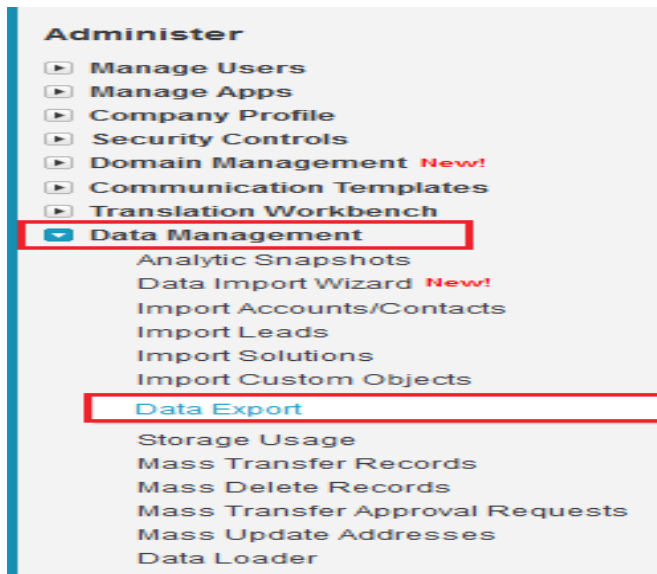 Administer
Manage Users
Manage Apps
Company Profile
Security Controls
Domain Management New!
Communication Templates
Translation Workbench
Data Management
Analytic Snapshots
Data Import Wizard New!
Import Accounts/Contacts
Import Leads
Import Solutions
Import Custom Objects
Data Export
Storage Usage
Mass Transfer Records
Mass Delete Records
Mass Transfer Approval Requests
Mass Update Addresses
Data Loader